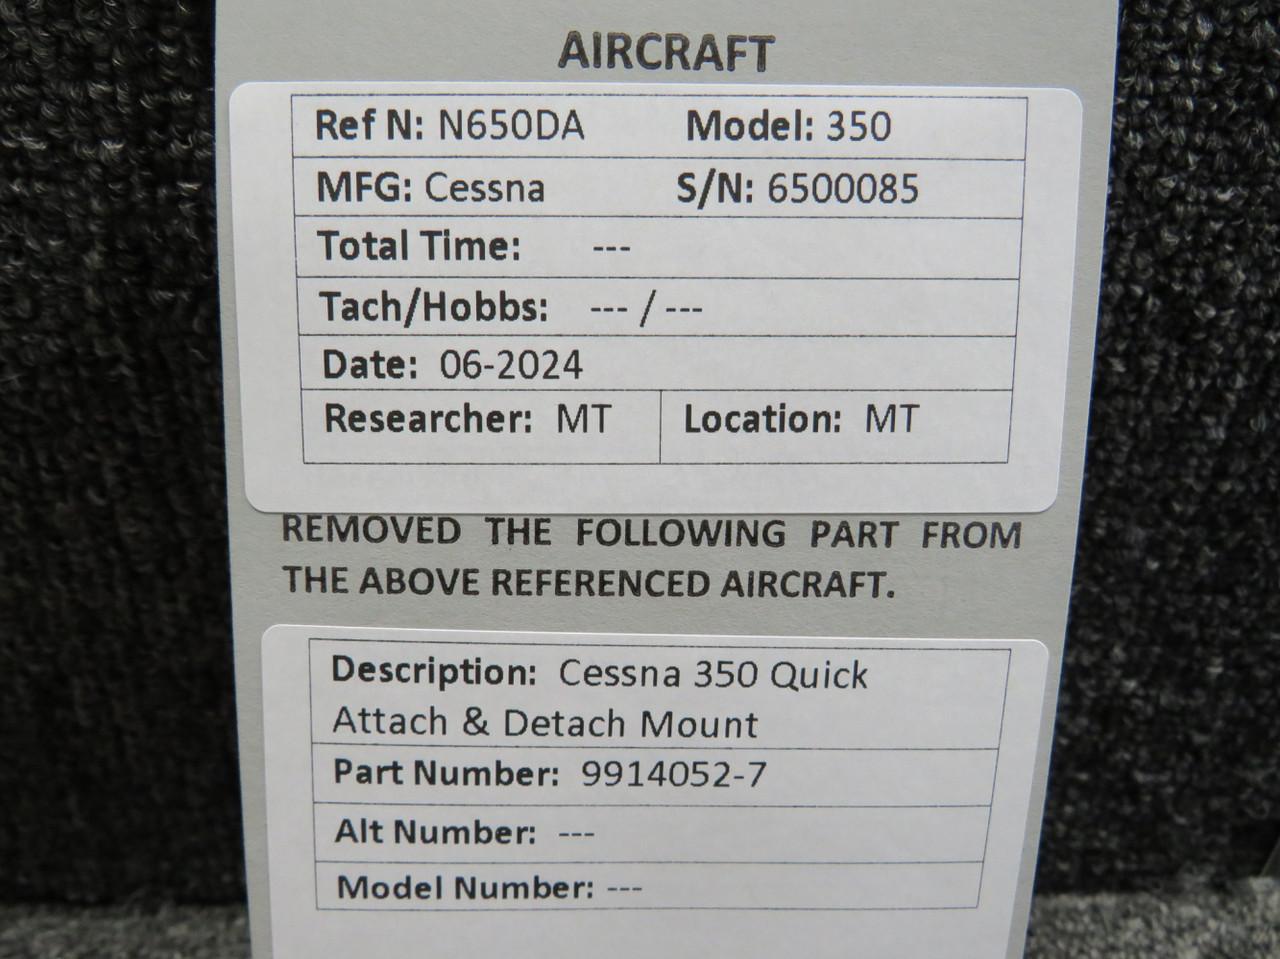 AIRCRAFT
Ref N: N650DA Model: 350
MFG: Cessna S/N: 6500085
Total Time: ---
Tach/Hobbs: --- / ---
Date: 06-2024
Researcher: MT Location: MT
REMOVED THE FOLLOWING PART FROM
THE ABOVE REFERENCED AIRCRAFT.
Description: Cessna 350 Quick
Attach & Detach Mount
Part Number: 9914052-7
Alt Number: ---
Model Number: ---